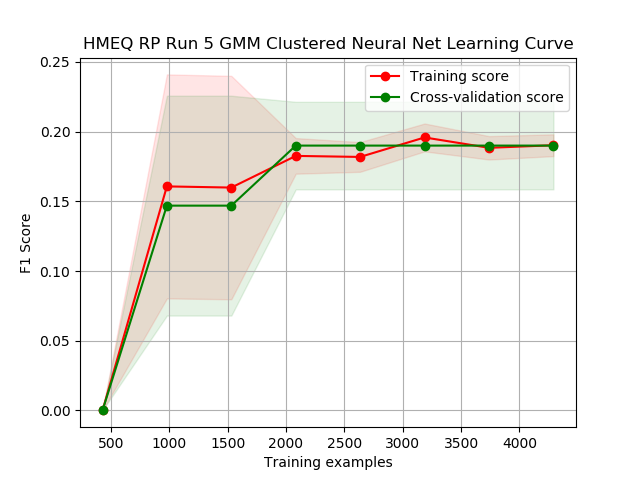 HMEQ RP Run 5 GMM Clustered Neural Net Learning Curve
Training score
Cross-validation score
F1 Score
0.25
0.20
0.15
0.10
0.05
0.00
500 1000 1500 2000 2500 3000 3500 4000
Training examples